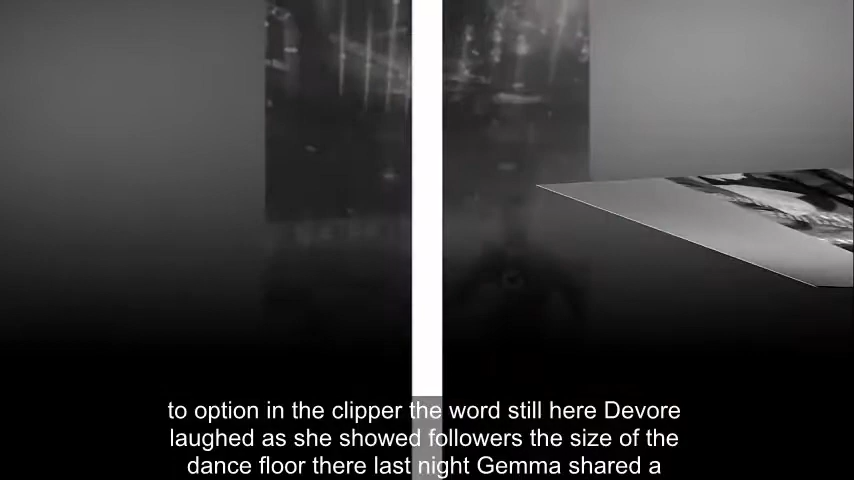 to option in the clipper the word still here Devore
laughed as she showed followers the size of the
dance floor there last night Gemma shared a